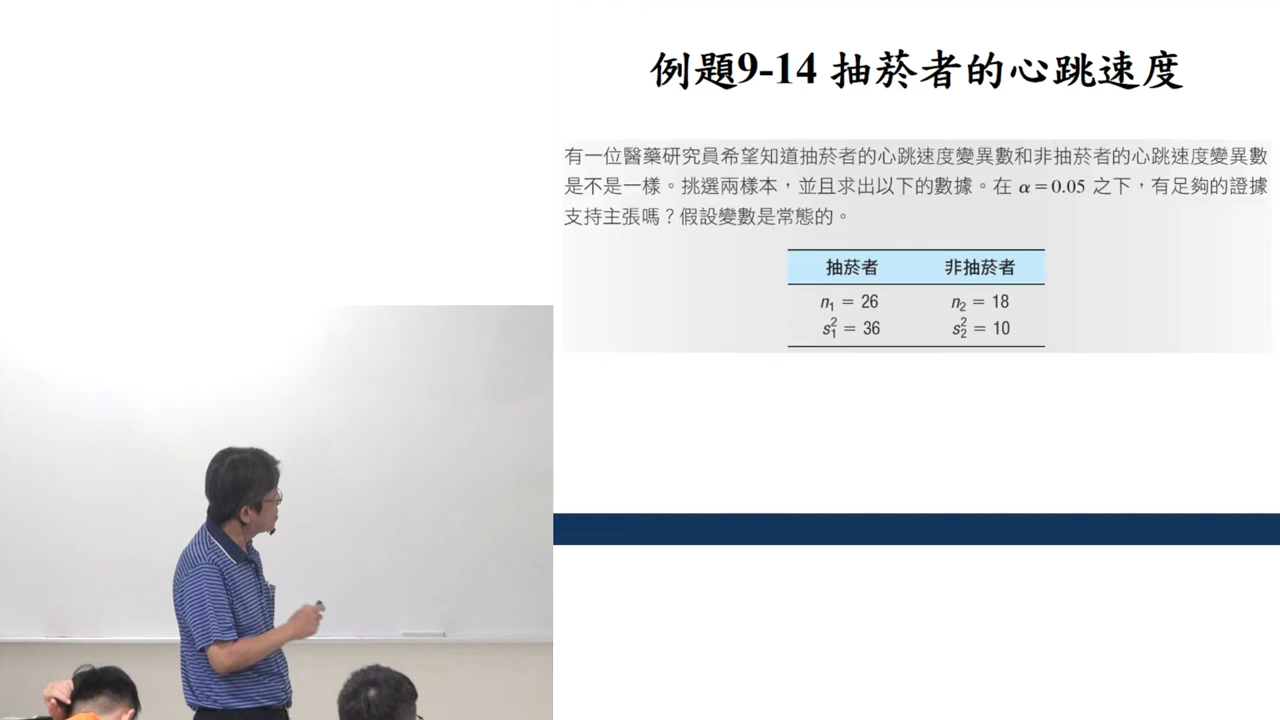 例題9-14 抽菸者的心跳速度
有一位醫藥研究員希望知道抽菸者的心跳速度變異數和非抽菸者的心跳速度變異數
是不是一樣。挑選兩樣本，並且求出以下的數據。在 α = 0.05 之下，有足夠的證據
支持主張嗎？假設變數是常態的。
抽菸者 非抽菸者
n₁ = 26 n₂ = 18
s₁² = 36 s₂² = 10